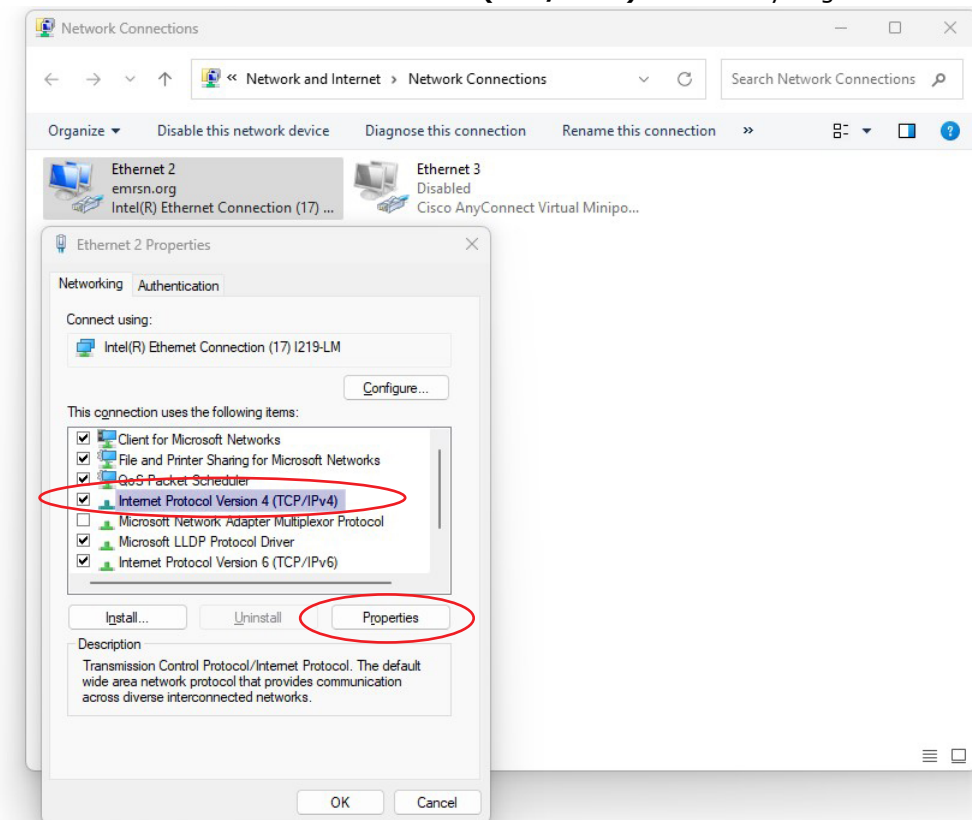 Network Connections
« Network and Internet › Network Connections
Search Network Connections
Organize
Disable this network device
Diagnose this connection
Rename this connection
»
?
Ethernet 2
emrsn.org
Intel(R) Ethernet Connection (17) ...
Ethernet 3
Disabled
Cisco AnyConnect Virtual Minipo...
Ethernet 2 Properties
Networking
Authentication
Connect using:
Intel(R) Ethernet Connection (17) I219-LM
Configure...
This connection uses the following items:
Client for Microsoft Networks
File and Printer Sharing for Microsoft Networks
QoS Packet Scheduler
Internet Protocol Version 4 (TCP/IPv4)
Microsoft Network Adapter Multiplexor Protocol
Microsoft LLDP Protocol Driver
Internet Protocol Version 6 (TCP/IPv6)
Install...
Uninstall
Properties
Description
Transmission Control Protocol/Internet Protocol. The default
wide area network protocol that provides communication
across diverse interconnected networks.
OK
Cancel